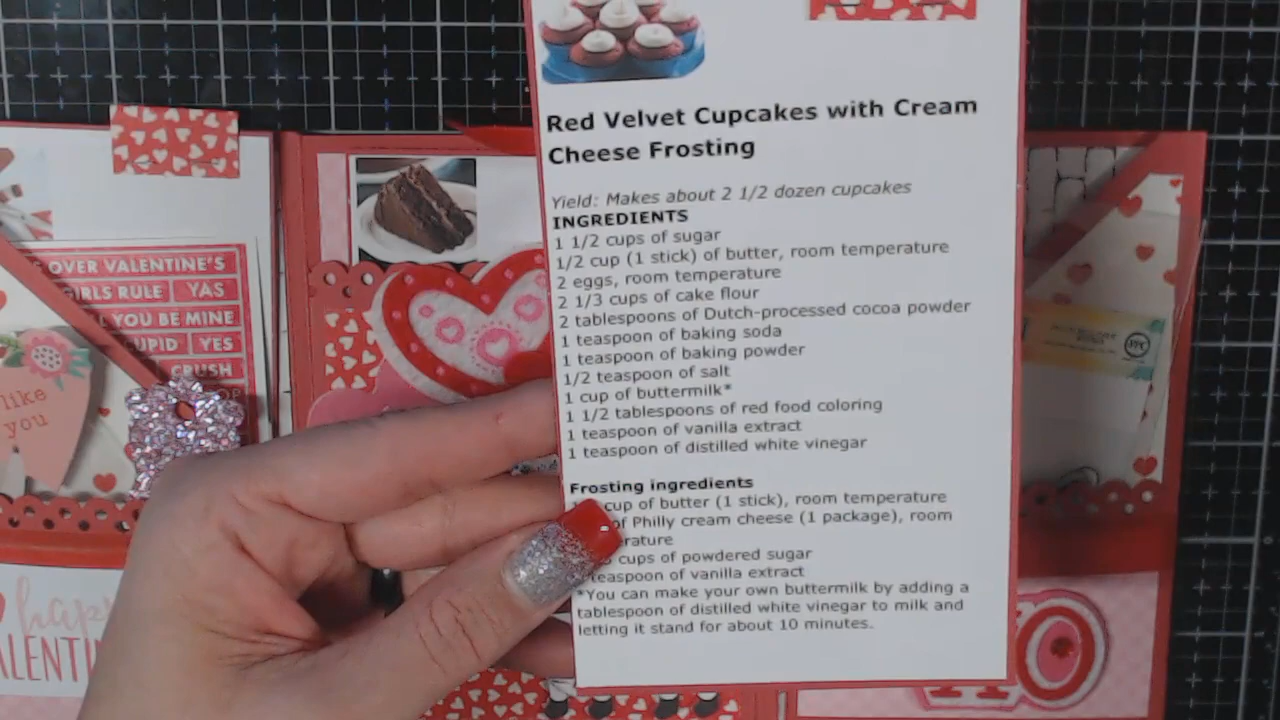 Red Velvet Cupcakes with Cream
Cheese Frosting
Yield: Makes about 2 1/2 dozen cupcakes
INGREDIENTS
1 1/2 cups of sugar
1/2 cup (1 stick) of butter, room temperature
2 eggs, room temperature
2 1/3 cups of cake flour
2 tablespoons of Dutch-processed cocoa powder
1 teaspoon of baking soda
1 teaspoon of baking powder
1/2 teaspoon of salt
1 cup of buttermilk*
1 1/2 tablespoons of red food coloring
1 teaspoon of vanilla extract
1 teaspoon of distilled white vinegar
Frosting ingredients
cup of butter (1 stick), room temperature
of Philly cream cheese (1 package), room
erature
cups of powdered sugar
teaspoon of vanilla extract
*You can make your own buttermilk by adding a
tablespoon of distilled white vinegar to milk and
letting it stand for about 10 minutes.
OVER VALENTINE'S
GIRLS RULE YAS
YOU BE MINE
UPID YES
CRUSH
like
you
hap
ALENTI